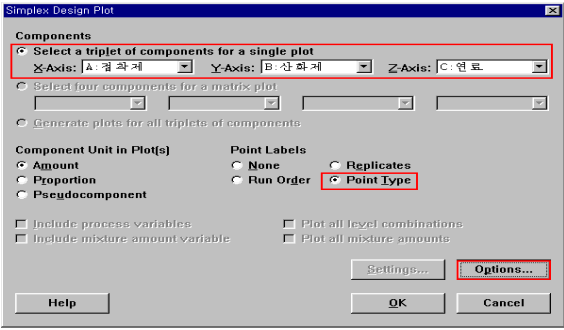 Simplex Design Plot
Components
Select a triplet of components for a single plot
X-Axis: A:점화제 Y-Axis: B:산화제 Z-Axis: C:연료
Select four components for a matrix plot
Generate plots for all triplets of components
Component Unit in Plot(s) Point Labels
Amount None Replicates
Proportion Run Order Point Type
Pseudocomponent
Include process variables Plot all level combinations
Include mixture amount variable Plot all mixture amounts
Settings... Options...
Help OK Cancel